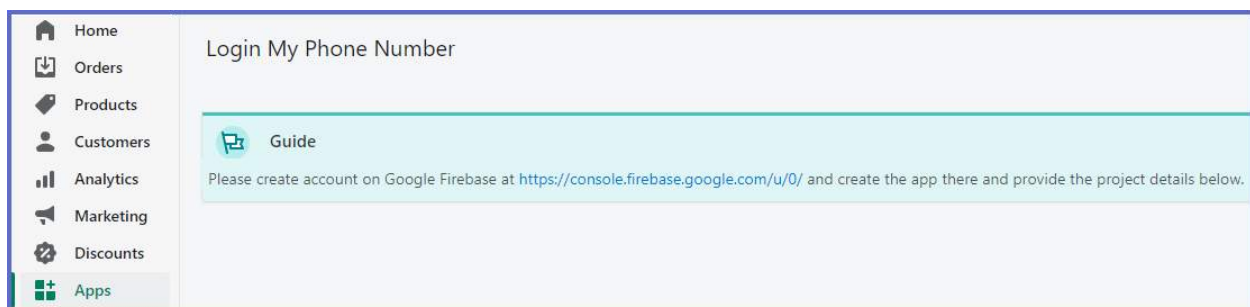 Home
Orders
Products
Customers
Analytics
Marketing
Discounts
Apps
Login My Phone Number
Guide
Please create account on Google Firebase at https://console.firebase.google.com/u/0/ and create the app there and provide the project details below.